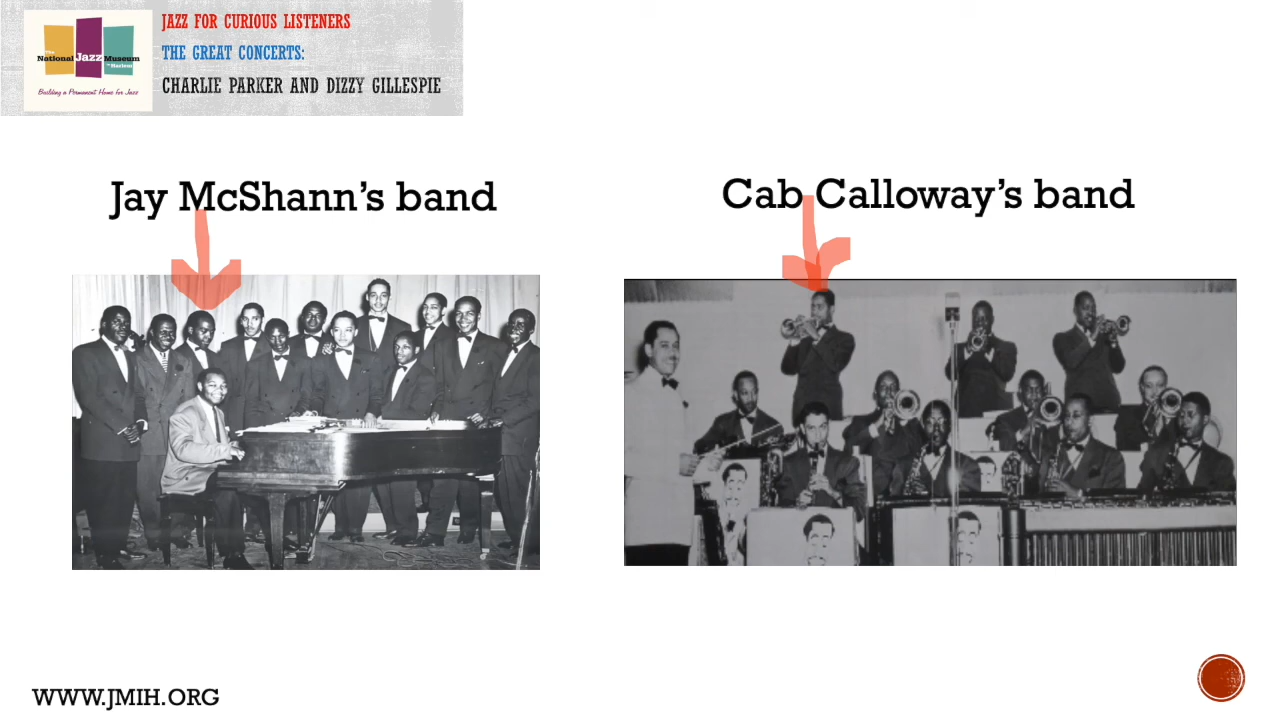 The
National Jazz Museum
in Harlem
Building a Permanent Home for Jazz
JAZZ FOR CURIOUS LISTENERS
THE GREAT CONCERTS:
CHARLIE PARKER AND DIZZY GILLESPIE
Jay McShann’s band
Cab Calloway’s band
WWW.JMIH.ORG